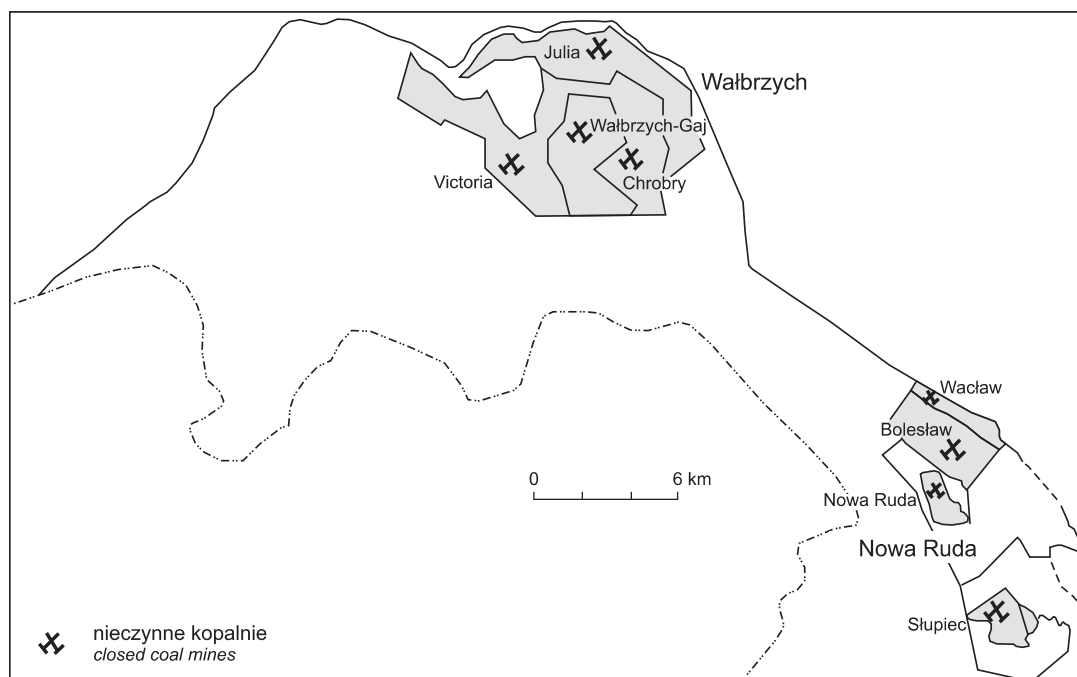 Julia
Wałbrzych
Wałbrzych-Gaj
Victoria
Chrobry
Wacław
Bolesław
0 6 km
Nowa Ruda
Nowa Ruda
Słupiec
nieczynne kopalnie
closed coal mines